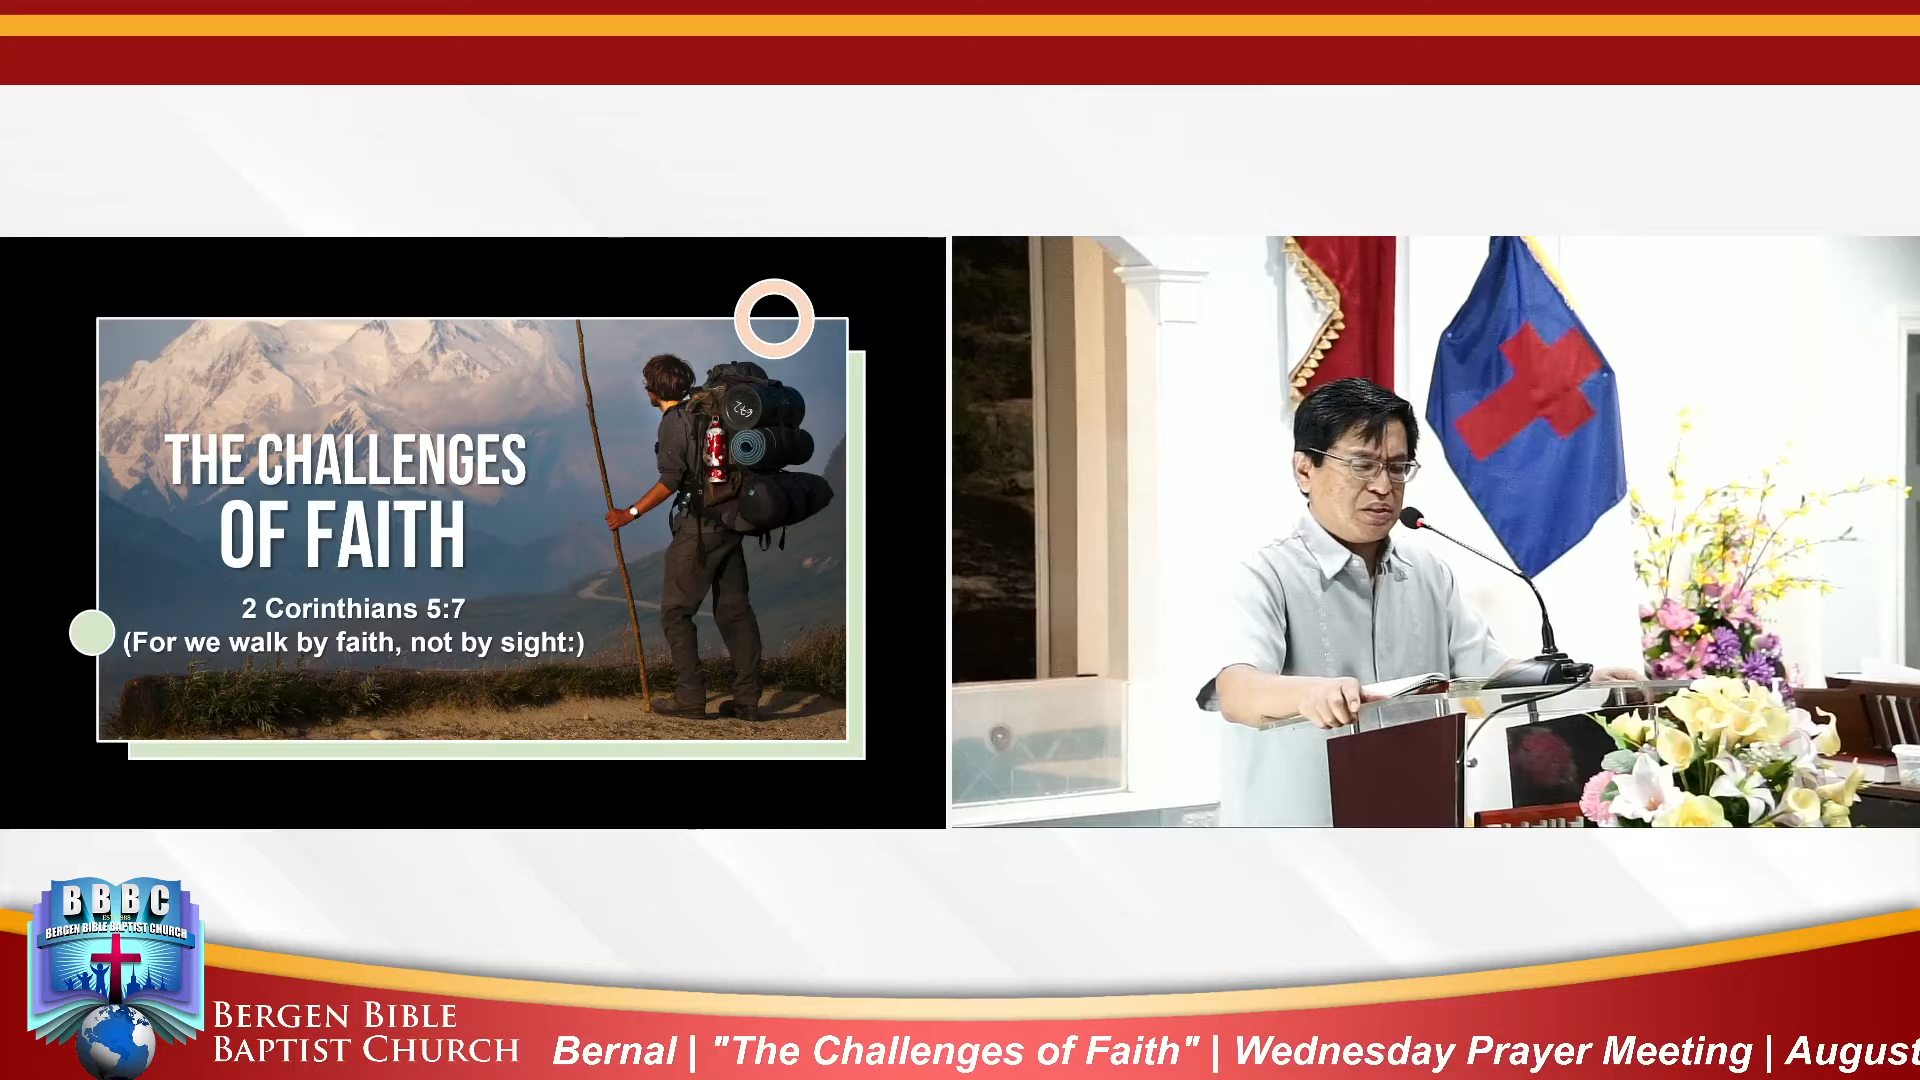 THE CHALLENGES
OF FAITH
2 Corinthians 5:7
(For we walk by faith, not by sight:)
BBBC
BERGEN BIBLE BAPTIST CHURCH
BERGEN BIBLE
BAPTIST CHURCH
Bernal | "The Challenges of Faith" | Wednesday Prayer Meeting | August